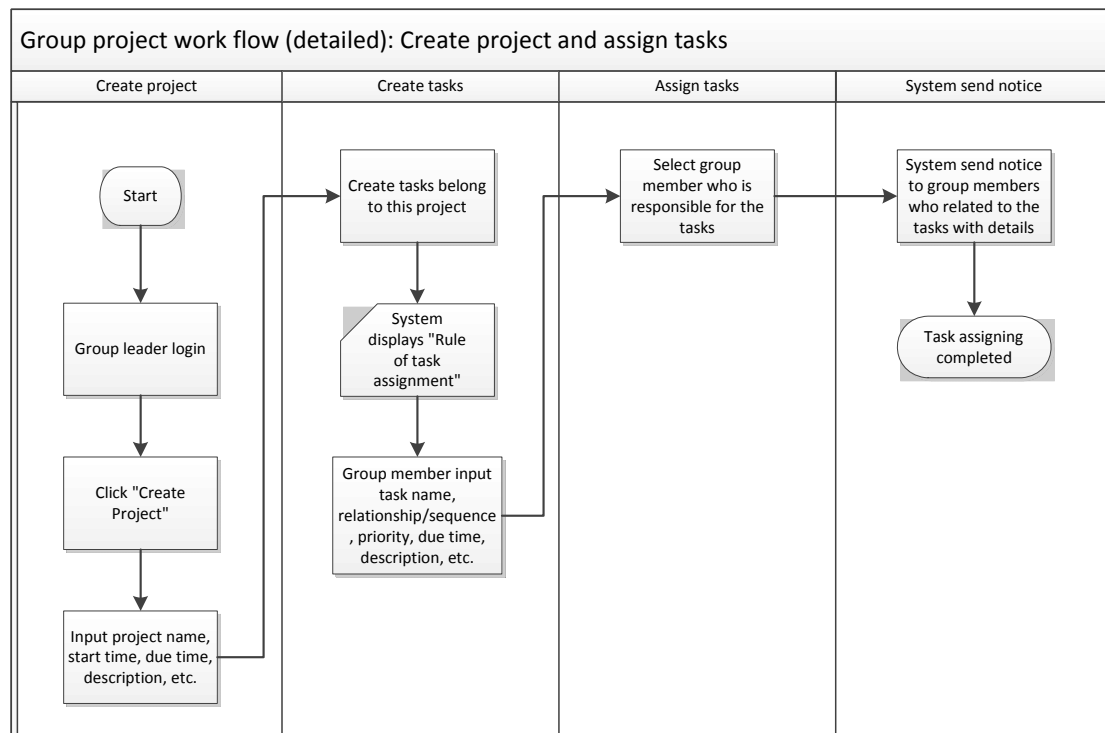 Group project work flow (detailed): Create project and assign tasks
Create project
Create tasks
Assign tasks
System send notice
Start
Group leader login
Click "Create
Project"
Input project name,
start time, due time,
description, etc.
Create tasks belong
to this project
System
displays "Rule
of task
assignment"
Group member input
task name,
relationship/sequence
, priority, due time,
description, etc.
Select group
member who is
responsible for the
tasks
System send notice
to group members
who related to the
tasks with details
Task assigning
completed